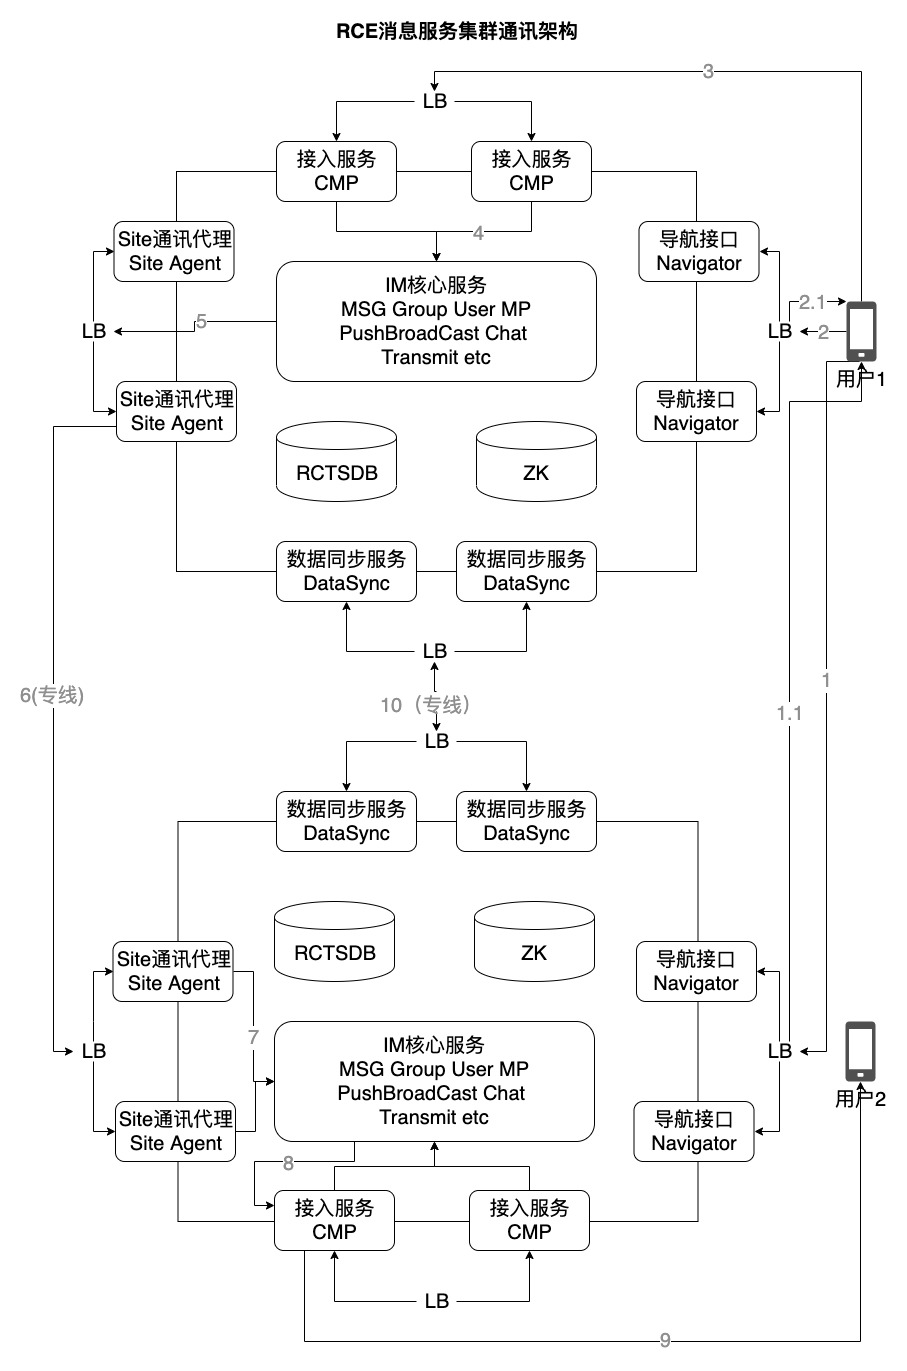 RCE消息服务集群通讯架构
3
LB
接入服务
CMP
接入服务
CMP
4
Site通讯代理
Site Agent
导航接口
Navigator
IM核心服务
MSG Group User MP
PushBroadCast Chat
Transmit etc
5
LB
LB
2.1
2
用户1
Site通讯代理
Site Agent
导航接口
Navigator
RCTSDB
ZK
数据同步服务
DataSync
数据同步服务
DataSync
LB
6(专线)
10（专线）
1
1.1
LB
数据同步服务
DataSync
数据同步服务
DataSync
RCTSDB
ZK
Site通讯代理
Site Agent
导航接口
Navigator
7
LB
IM核心服务
MSG Group User MP
PushBroadCast Chat
Transmit etc
LB
用户2
Site通讯代理
Site Agent
导航接口
Navigator
8
接入服务
CMP
接入服务
CMP
LB
9